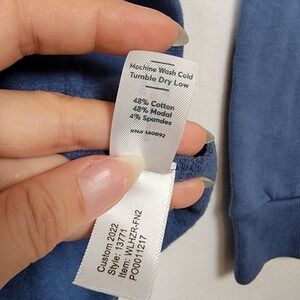 Machine Wash Cold
Tumble Dry Low
48% Cotton
48% Modal
4% Spandex
RN# 140892
Custom 2022
Style: 13771
Item: WLHZR-FN2
PO0011217